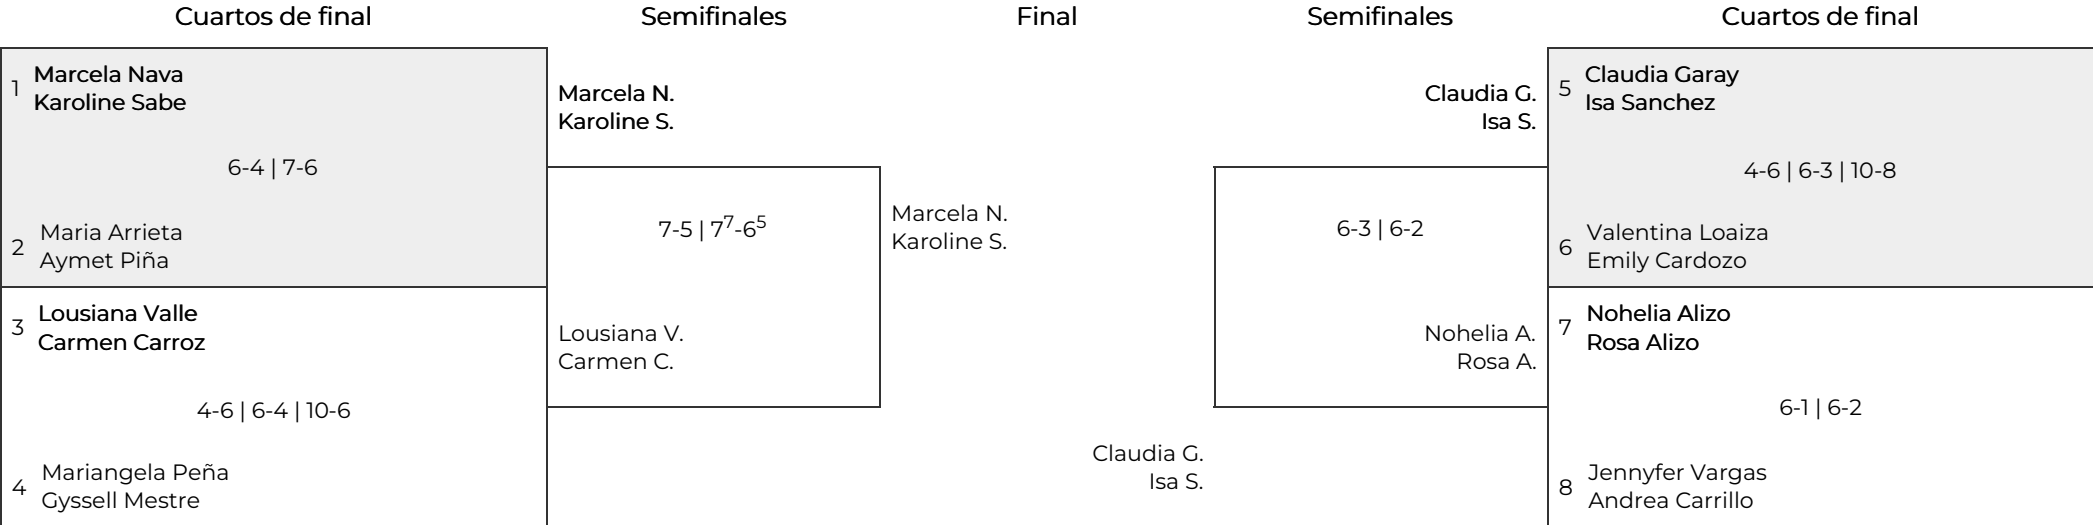 Cuartos de final
Semifinales
Final
Semifinales
Cuartos de final
1
Marcela Nava
Karoline Sabe
6-4 | 7-6
2
Maria Arrieta
Aymet Piña
3
Lousiana Valle
Carmen Carroz
4-6 | 6-4 | 10-6
4
Mariangela Peña
Gyssell Mestre
Marcela N.
Karoline S.
7-5 | 7⁷-6⁵
Lousiana V.
Carmen C.
Marcela N.
Karoline S.
Claudia G.
Isa S.
Claudia G.
Isa S.
6-3 | 6-2
Nohelia A.
Rosa A.
5
Claudia Garay
Isa Sanchez
4-6 | 6-3 | 10-8
6
Valentina Loaiza
Emily Cardozo
7
Nohelia Alizo
Rosa Alizo
6-1 | 6-2
8
Jennyfer Vargas
Andrea Carrillo